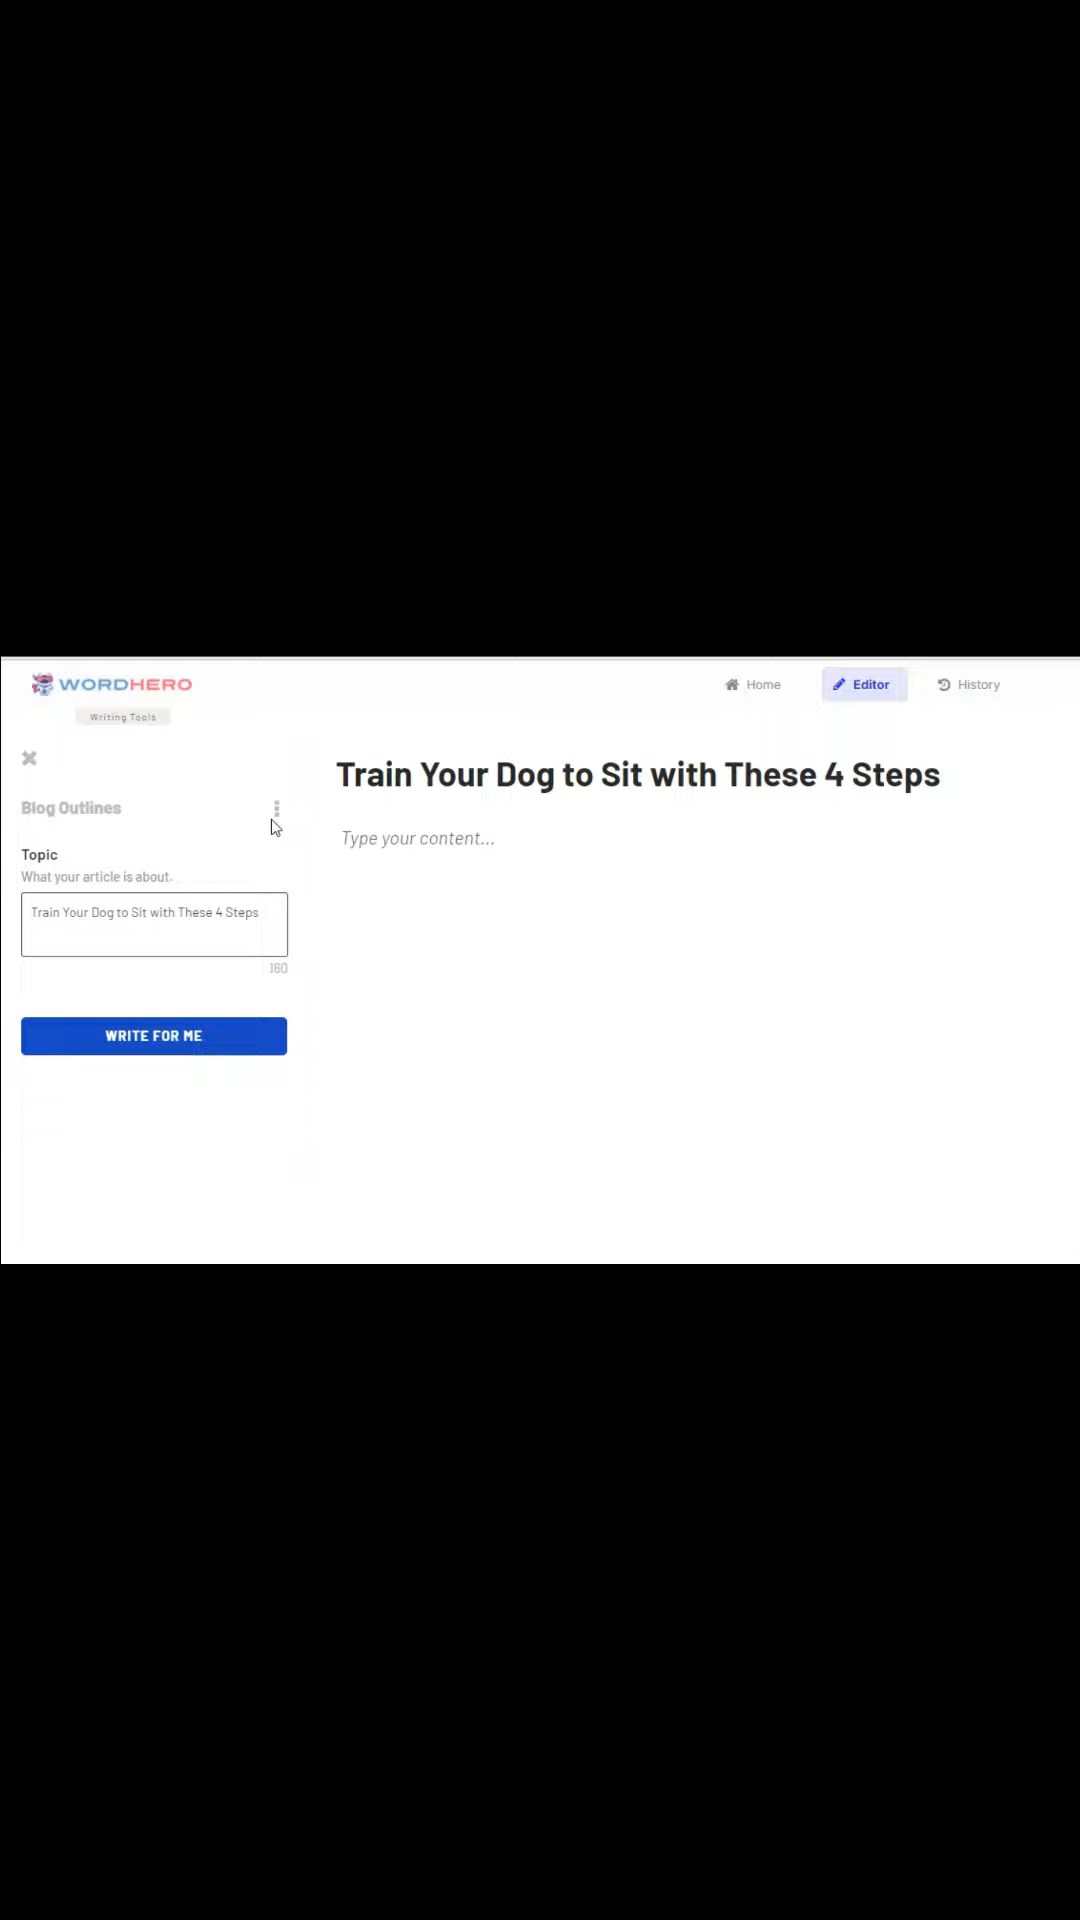 WORDHERO
Home
Editor
History
Writing Tools
Train Your Dog to Sit with These 4 Steps
Blog Outlines
Type your content...
Topic
What your article is about.
Train Your Dog to Sit with These 4 Steps
160
WRITE FOR ME